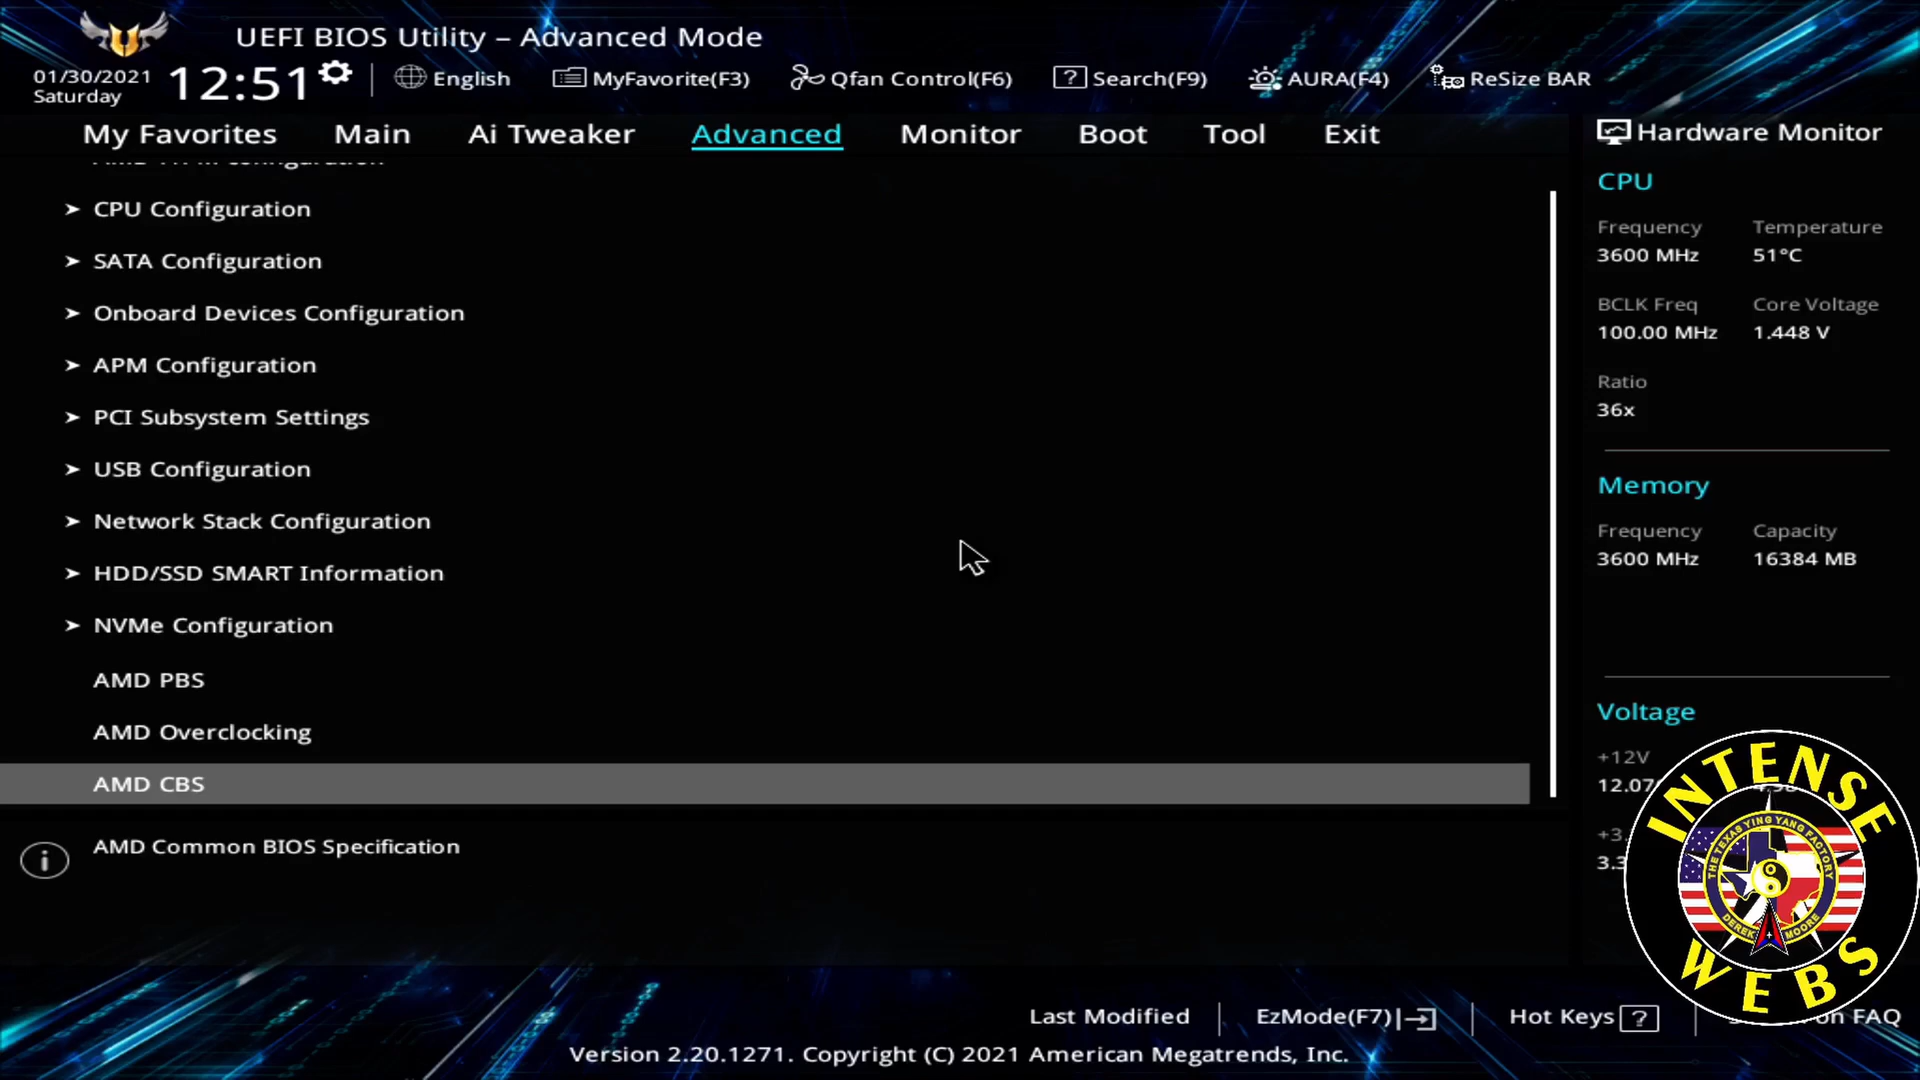 UEFI BIOS Utility – Advanced Mode
01/30/2021
Saturday
12:51
English
MyFavorite(F3)
Qfan Control(F6)
Search(F9)
AURA(F4)
ReSize BAR
My Favorites
Main
Ai Tweaker
Advanced
Monitor
Boot
Tool
Exit
CPU Configuration
SATA Configuration
Onboard Devices Configuration
APM Configuration
PCI Subsystem Settings
USB Configuration
Network Stack Configuration
HDD/SSD SMART Information
NVMe Configuration
AMD PBS
AMD Overclocking
AMD CBS
AMD Common BIOS Specification
Hardware Monitor
CPU
Frequency Temperature
3600 MHz 51°C
BCLK Freq Core Voltage
100.00 MHz 1.448 V
Ratio
36x
Memory
Frequency Capacity
3600 MHz 16384 MB
Voltage
+12V
INTENSE
THE TEXAS YING YANG FACTORY
DEREK MOORE
WEBS
Last Modified
EzMode(F7)
Hot Keys ?
on FAQ
Version 2.20.1271. Copyright (C) 2021 American Megatrends, Inc.